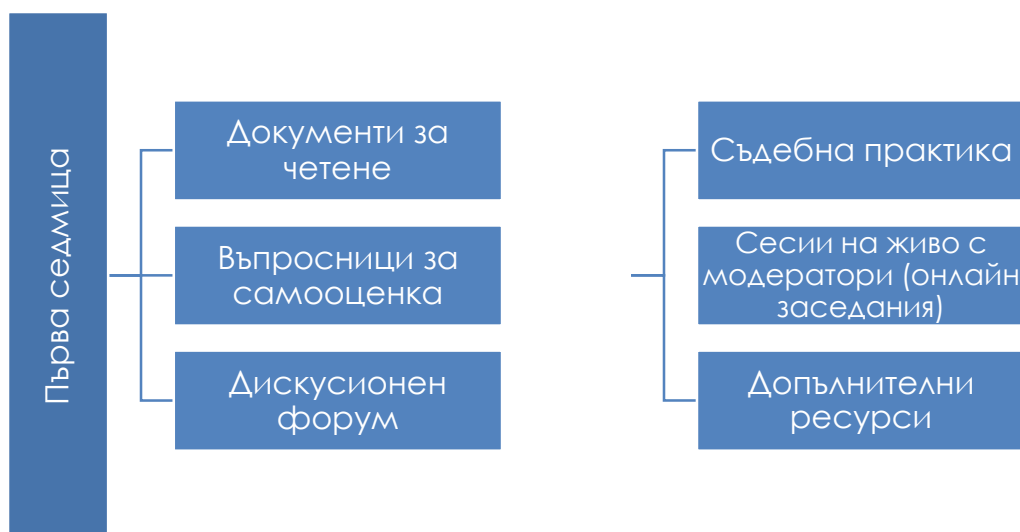 Първа седмица
Документи за
четене
Въпросници за
самооценка
Дискусионен
форум
Съдебна практика
Сесии на живо с
модератори (онлайн
заседания)
Допълнителни
ресурси